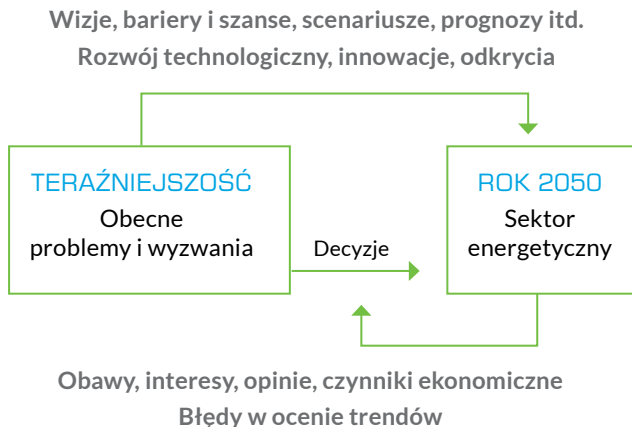 Wizje, bariery i szanse, scenariusze, prognozy itd.
Rozwój technologiczny, innowacje, odkrycia
TERAŹNIEJSZOŚĆ
Obecne
problemy i wyzwania
Decyzje
ROK 2050
Sektor
energetyczny
Obawy, interesy, opinie, czynniki ekonomiczne
Błędy w ocenie trendów